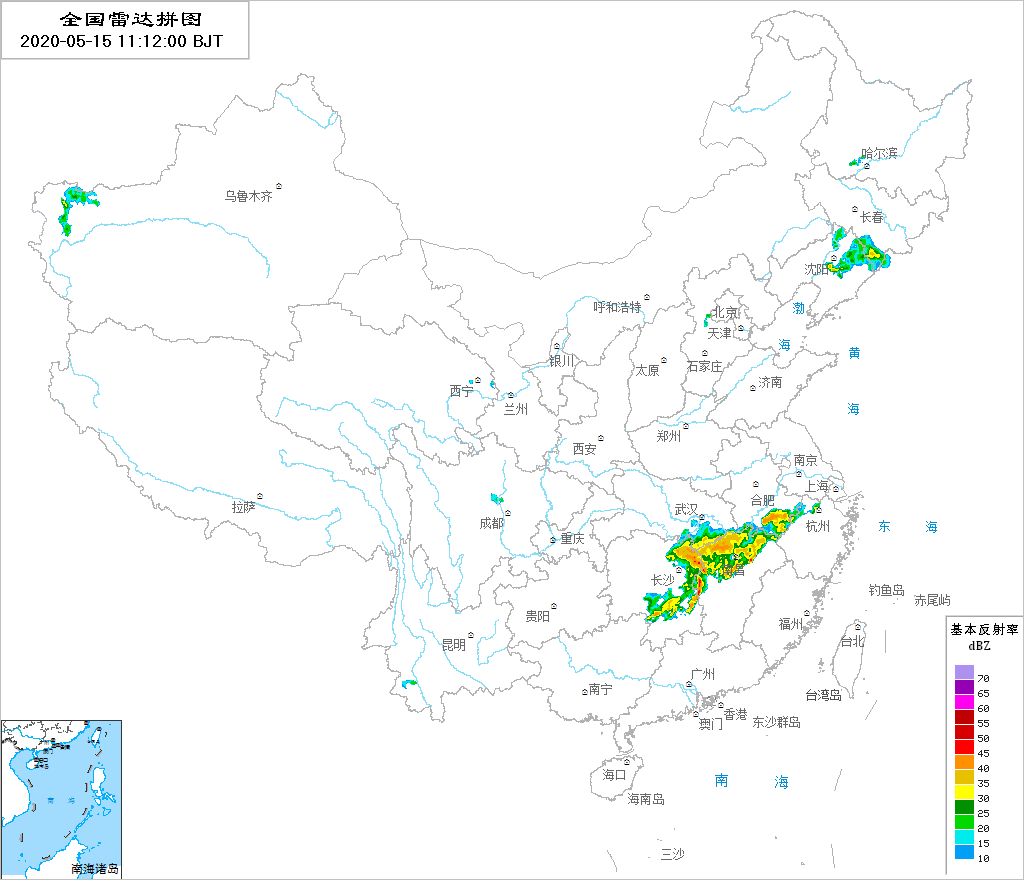 全国雷达拼图
2020-05-15 11:12:00 BJT
哈尔滨
乌鲁木齐
长春
沈阳
呼和浩特
北京
渤
天津
海
黄
银川
太原
石家庄
西宁
济南
兰州
海
郑州
西安
南京
拉萨
合肥
上海
成都
武汉
杭州
东 海
重庆
长沙
昌
钓鱼岛
赤尾屿
贵阳
福州
昆明
台北
基本反射率
dBZ
广州
南宁
台湾岛
70
65
60
55
50
45
40
35
30
25
20
15
10
香港
澳门
东沙群岛
海口
南 海
海南岛
三沙
南 海
南海诸岛